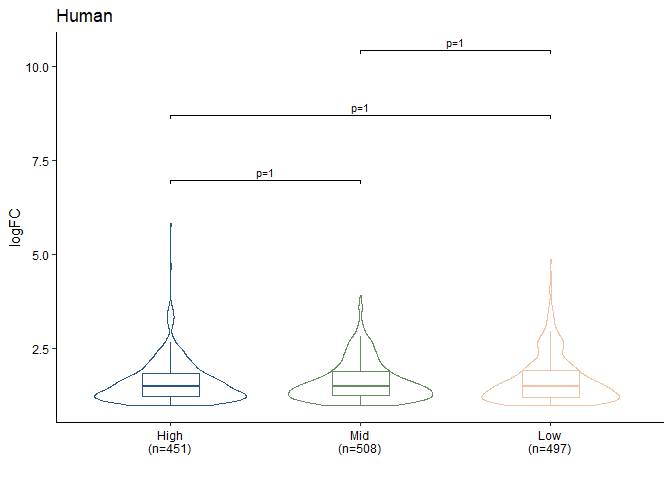 Human
p=1
10.0
p=1
7.5
p=1
logFC
5.0
2.5
High
(n=451)
Mid
(n=508)
Low
(n=497)